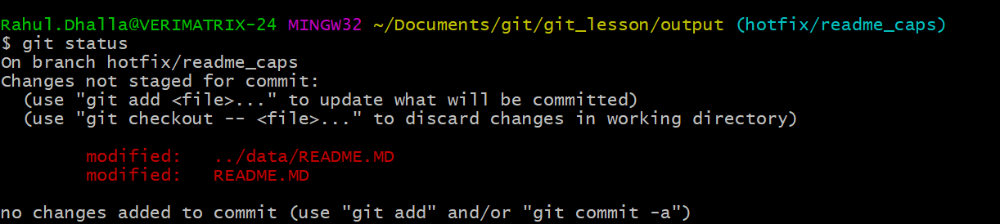 Rahul.Dhalla@VERIMATRIX-24 MINGW32 ~/Documents/git/git_lesson/output (hotfix/readme_caps)
$ git status
On branch hotfix/readme_caps
Changes not staged for commit:
  (use "git add <file>..." to update what will be committed)
  (use "git checkout -- <file>..." to discard changes in working directory)

        modified:   ../data/README.MD
        modified:   README.MD

no changes added to commit (use "git add" and/or "git commit -a")